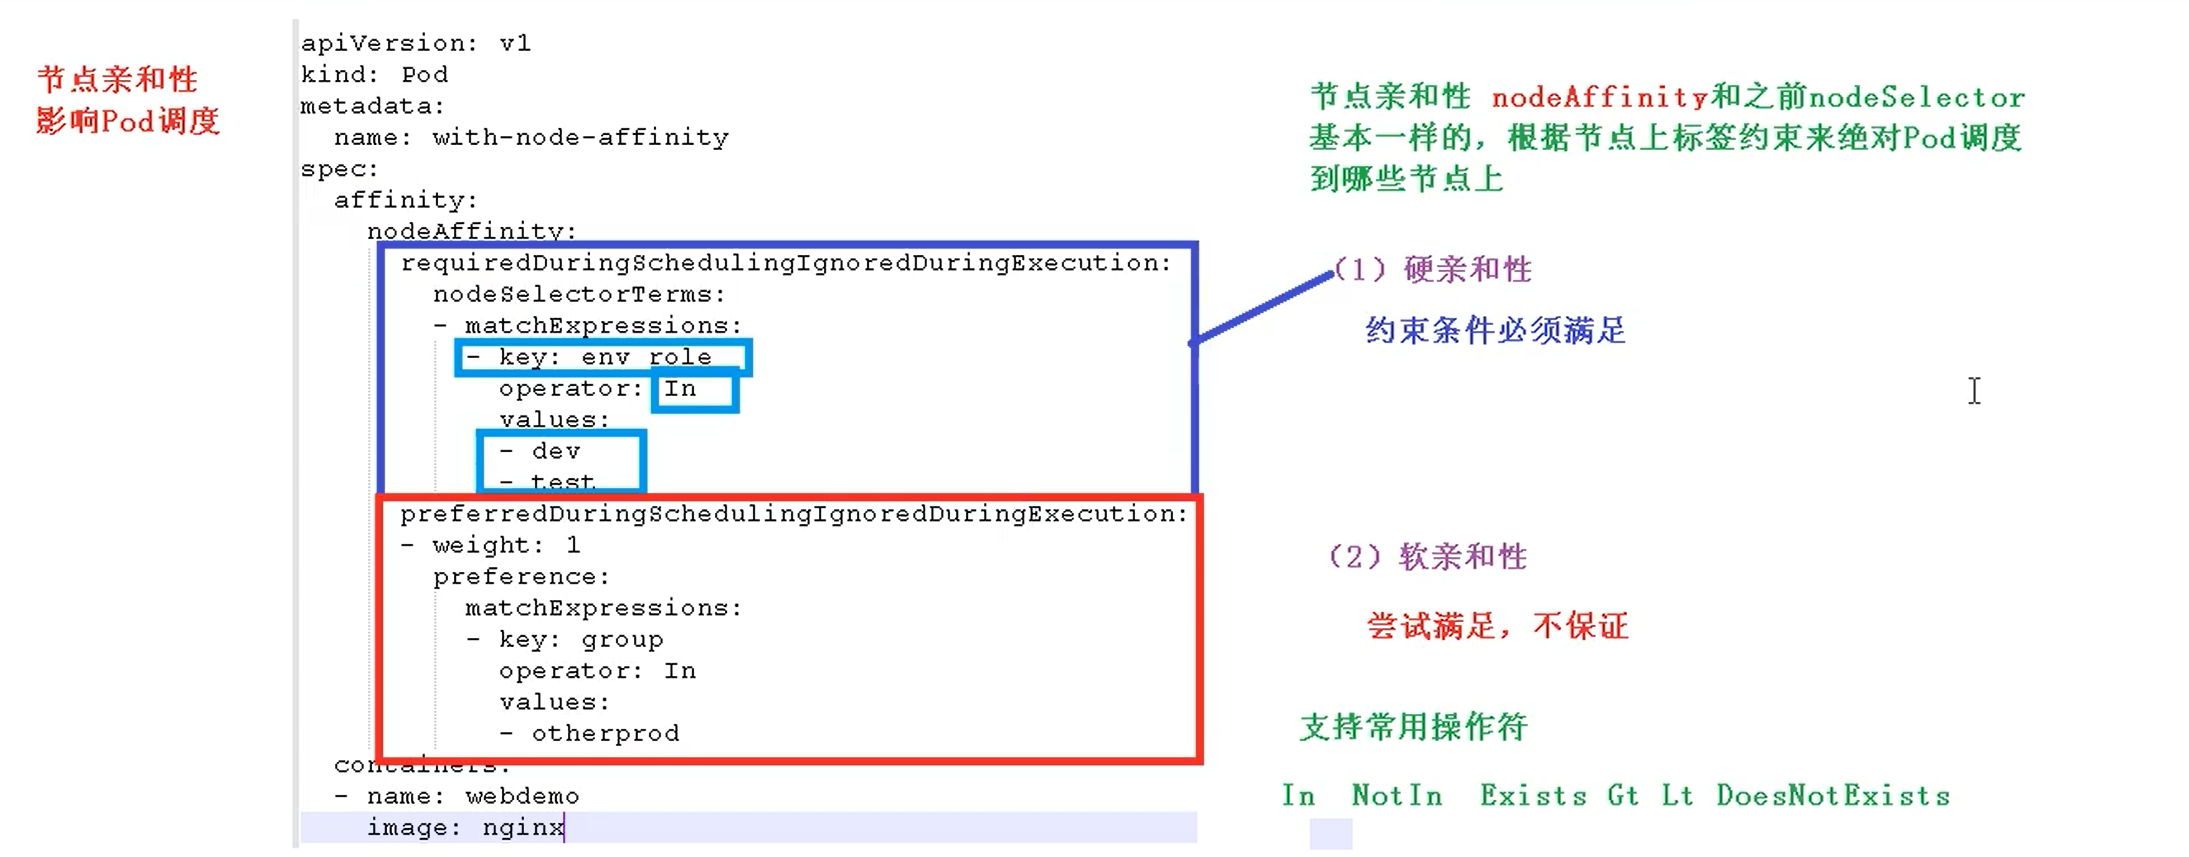 节点亲和性
影响Pod调度
apiVersion: v1
kind: Pod
metadata:
  name: with-node-affinity
spec:
  affinity:
    nodeAffinity:
      requiredDuringSchedulingIgnoredDuringExecution:
        nodeSelectorTerms:
        - matchExpressions:
          - key: env_role
            operator: In
            values:
            - dev
            - test
      preferredDuringSchedulingIgnoredDuringExecution:
      - weight: 1
        preference:
          matchExpressions:
          - key: group
            operator: In
            values:
            - otherprod
  containers:
  - name: webdemo
    image: nginx
节点亲和性 nodeAffinity和之前nodeSelector
基本一样的，根据节点上标签约束来绝对Pod调度
到哪些节点上
（1）硬亲和性
约束条件必须满足
（2）软亲和性
尝试满足，不保证
支持常用操作符
In NotIn Exists Gt Lt DoesNotExists